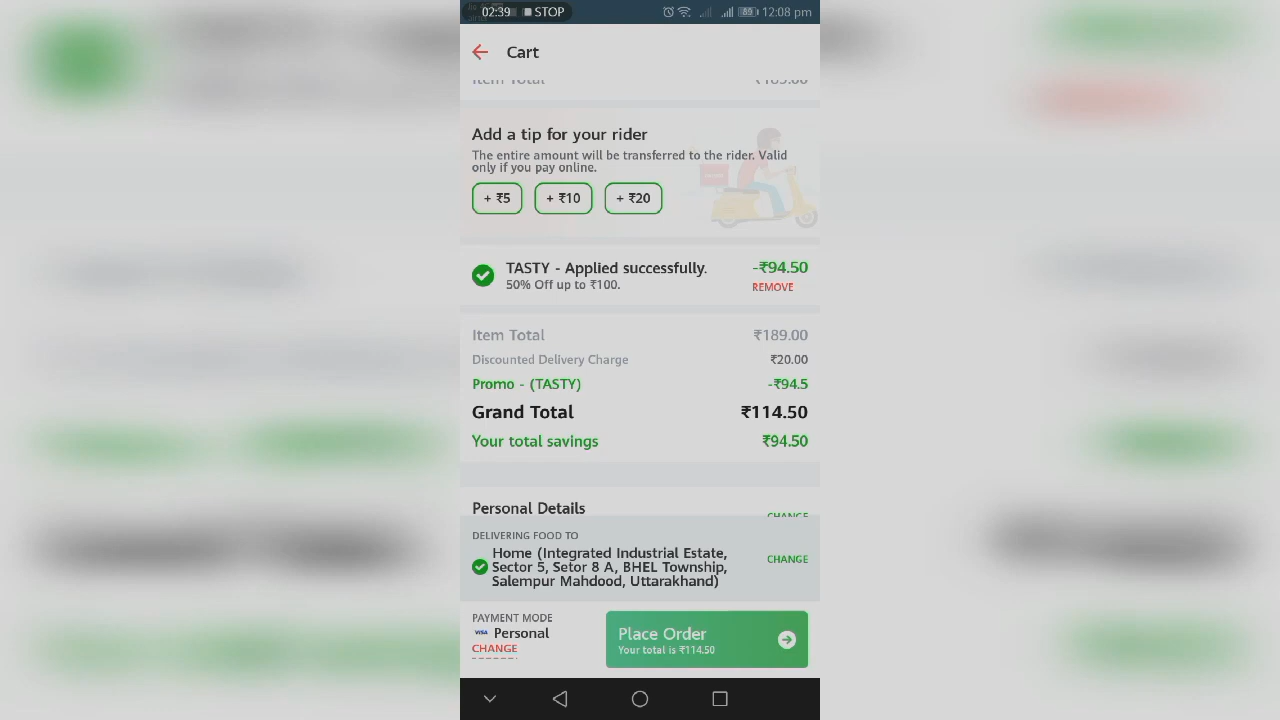 02:39 STOP 89 12:08 pm
Cart
Item Total ₹189.00
Add a tip for your rider
The entire amount will be transferred to the rider. Valid
only if you pay online.
+ ₹5 + ₹10 + ₹20
TASTY - Applied successfully. -₹94.50
50% Off up to ₹100. REMOVE
Item Total ₹189.00
Discounted Delivery Charge ₹20.00
Promo - (TASTY) -₹94.5
Grand Total ₹114.50
Your total savings ₹94.50
Personal Details CHANGE
DELIVERING FOOD TO
Home (Integrated Industrial Estate,
Sector 5, Setor 8 A, BHEL Township,
Salempur Mahdood, Uttarakhand)
CHANGE
PAYMENT MODE
VISA Personal
CHANGE
Place Order
Your total is ₹114.50